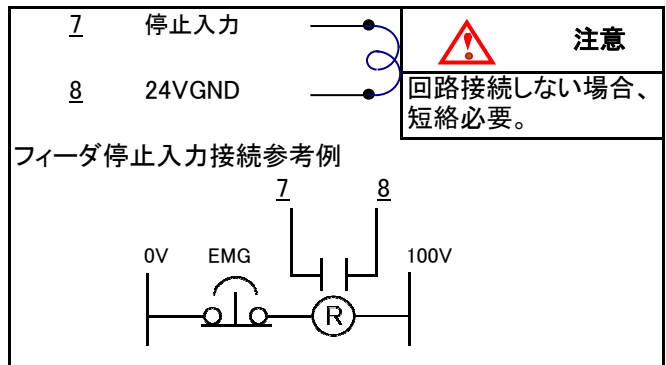 7 停止入力
注意
8 24VGND
回路接続しない場合、
短絡必要。
フィーダ停止入力接続参考例
7 8
0V EMG 100V
R